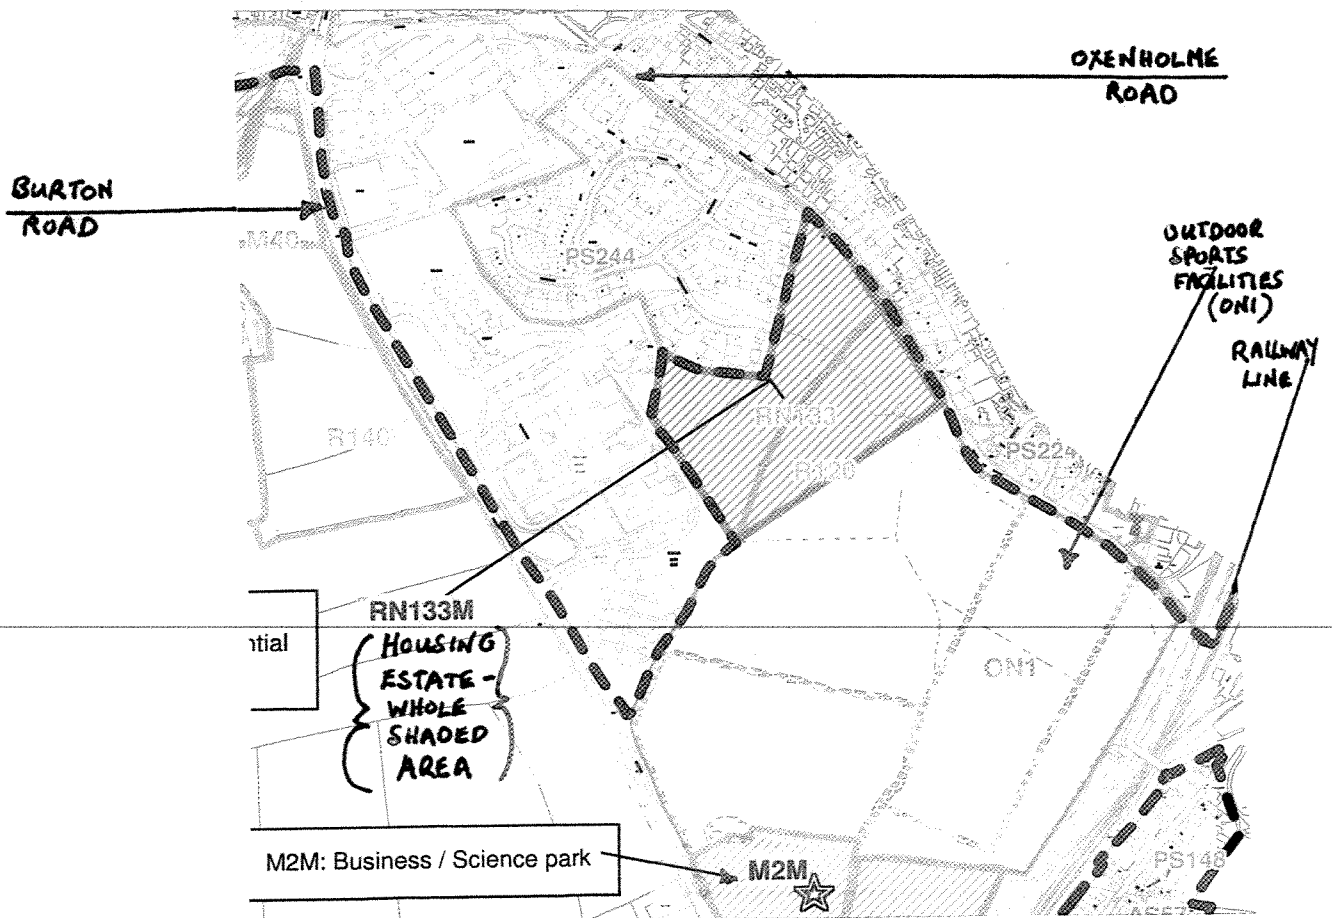 OXENHOLME
ROAD
BURTON
ROAD
M40
PS244
OUTDOOR
SPORTS
FACILITIES
(ON1)
RAILWAY
LINE
RN133
R140
PS224
R120
RN133M
ntial
HOUSING
ESTATE -
WHOLE
SHADED
AREA
ON1
M2M: Business / Science park
M2M
PS148